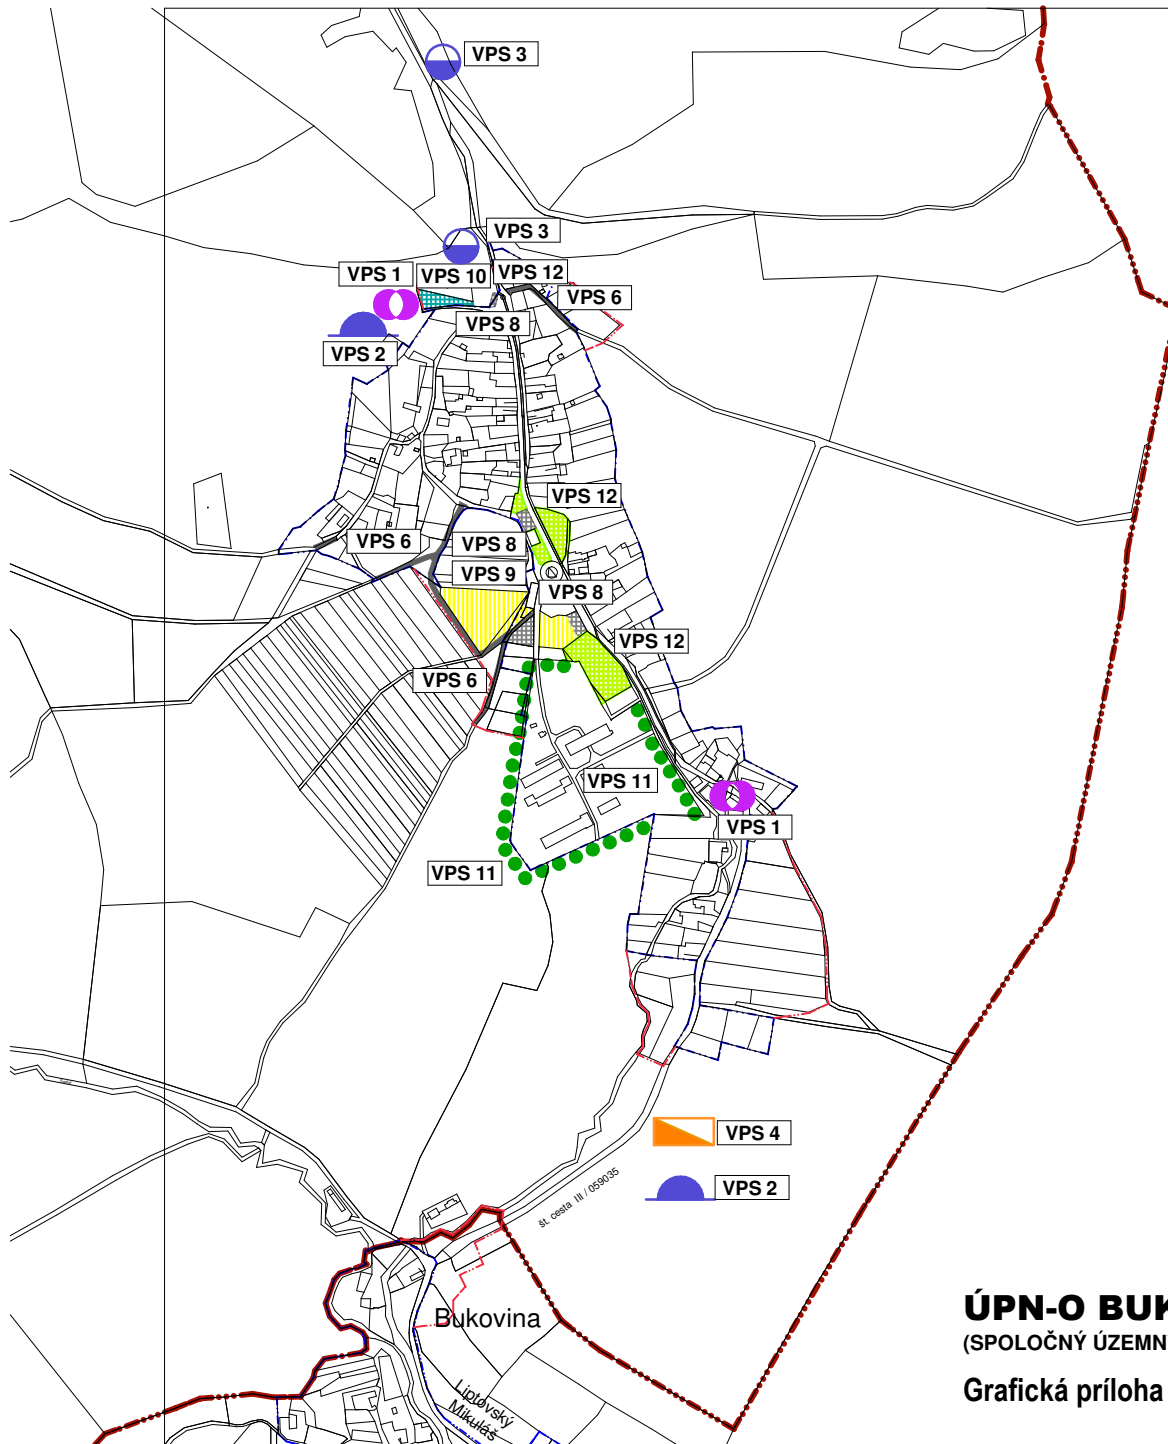 VPS 3
VPS 3
VPS 1
VPS 10
VPS 12
VPS 6
VPS 8
VPS 2
VPS 12
VPS 6
VPS 8
VPS 9
VPS 8
VPS 12
VPS 6
VPS 11
VPS 1
VPS 11
VPS 4
VPS 2
št. cesta III / 059035
Bukovina
Liptovský
Mikuláš
ÚPN-O BUK
(SPOLOČNÝ ÚZEMN
Grafická príloha